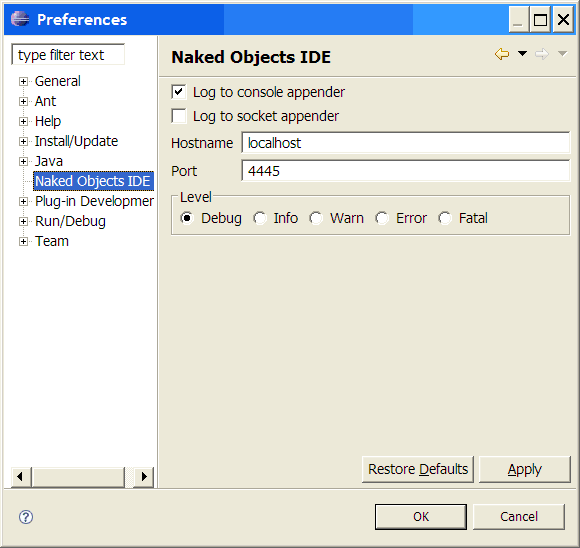 Preferences
type filter text
General
Ant
Help
Install/Update
Java
Naked Objects IDE
Plug-in Developmer
Run/Debug
Team
Naked Objects IDE
Log to console appender
Log to socket appender
Hostname localhost
Port 4445
Level
Debug Info Warn Error Fatal
Restore Defaults Apply
? OK Cancel